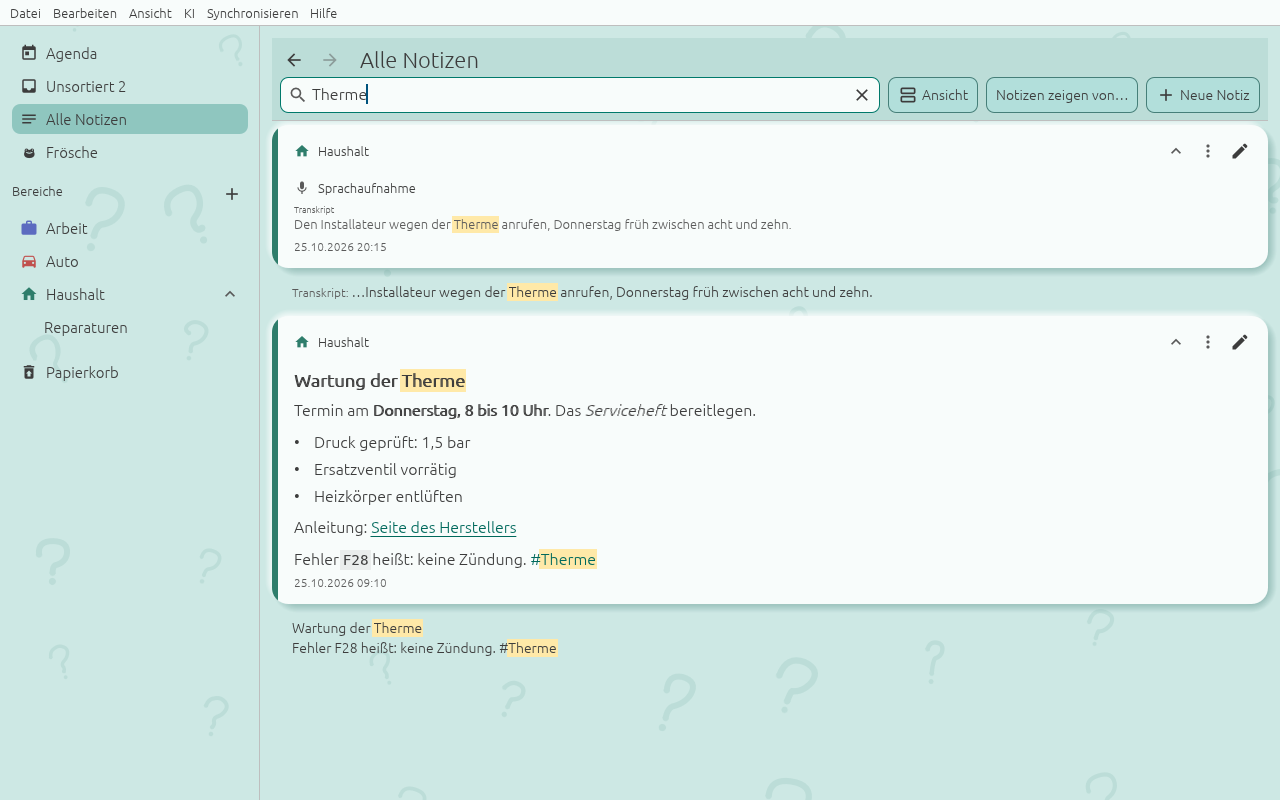 Datei Bearbeiten Ansicht KI Synchronisieren Hilfe
Agenda
Unsortiert 2
Alle Notizen
Frösche
Bereiche
Arbeit
Auto
Haushalt
Reparaturen
Papierkorb
Alle Notizen
Therme
Ansicht
Notizen zeigen von…
Neue Notiz
Haushalt
Sprachaufnahme
Transkript
Den Installateur wegen der Therme anrufen, Donnerstag früh zwischen acht und zehn.
25.10.2026 20:15
Transkript: …Installateur wegen der Therme anrufen, Donnerstag früh zwischen acht und zehn.
Haushalt
Wartung der Therme
Termin am Donnerstag, 8 bis 10 Uhr. Das Serviceheft bereitlegen.
• Druck geprüft: 1,5 bar
• Ersatzventil vorrätig
• Heizkörper entlüften
Anleitung: Seite des Herstellers
Fehler F28 heißt: keine Zündung. #Therme
25.10.2026 09:10
Wartung der Therme
Fehler F28 heißt: keine Zündung. #Therme